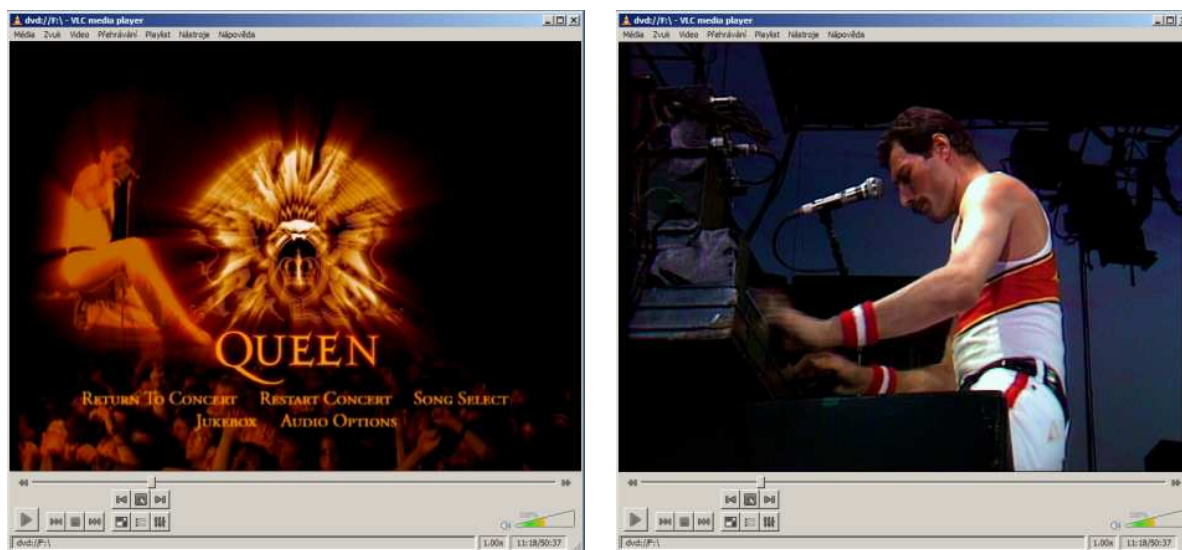 dvd://F:\ - VLC media player
Média Zvuk Video Přehrávání Playlist Nástroje Nápověda
QUEEN
RETURN TO CONCERT RESTART CONCERT SONG SELECT
JUKEBOX AUDIO OPTIONS
100%
dvd://F:\ 1.00x 11:18/50:37
dvd://F:\ - VLC media player
Média Zvuk Video Přehrávání Playlist Nástroje Nápověda
100%
dvd://F:\ 1.00x 11:18/50:37